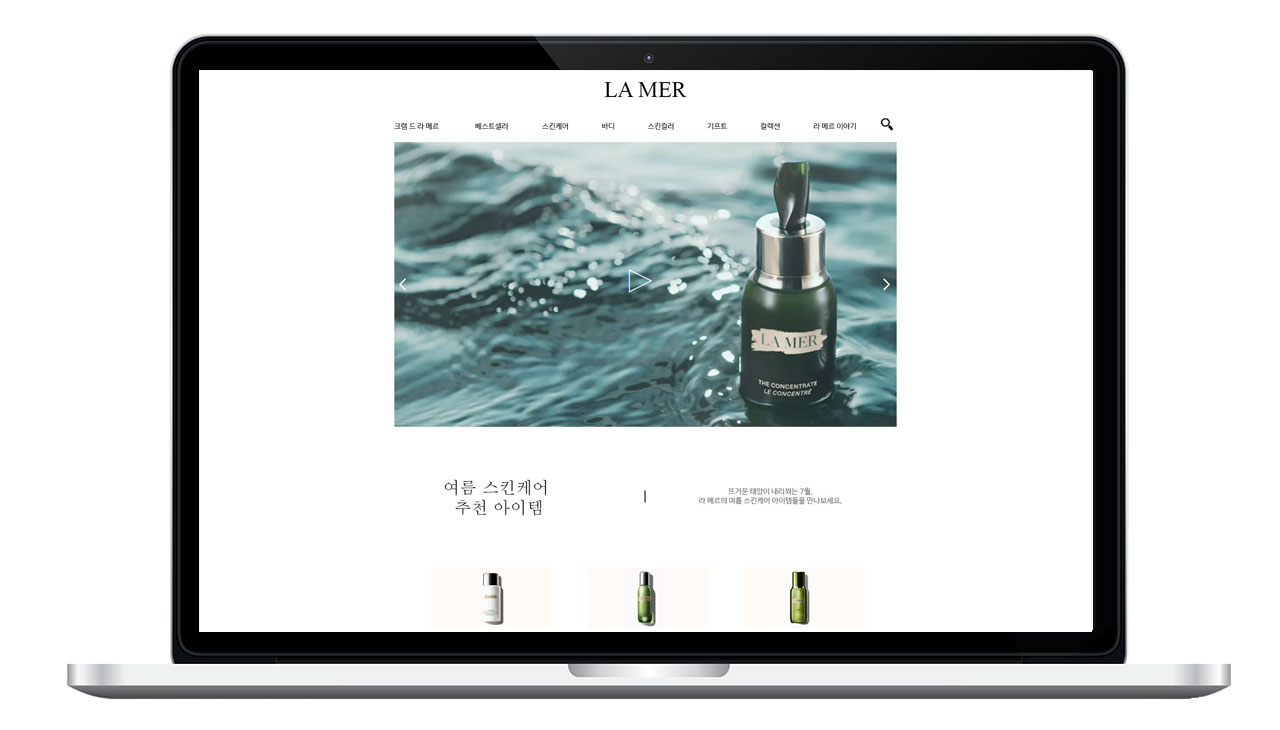 LA MER
크렘 드 라 메르 베스트셀러 스킨케어 바디 스킨컬러 기프트 컬렉션 라 메르 이야기
LA MER
THE CONCENTRATE
LE CONCENTRÉ
여름 스킨케어
추천 아이템
뜨거운 태양이 내리쬑는 7월,
라 메르의 여름 스킨케어 아이템들을 만나보세요.